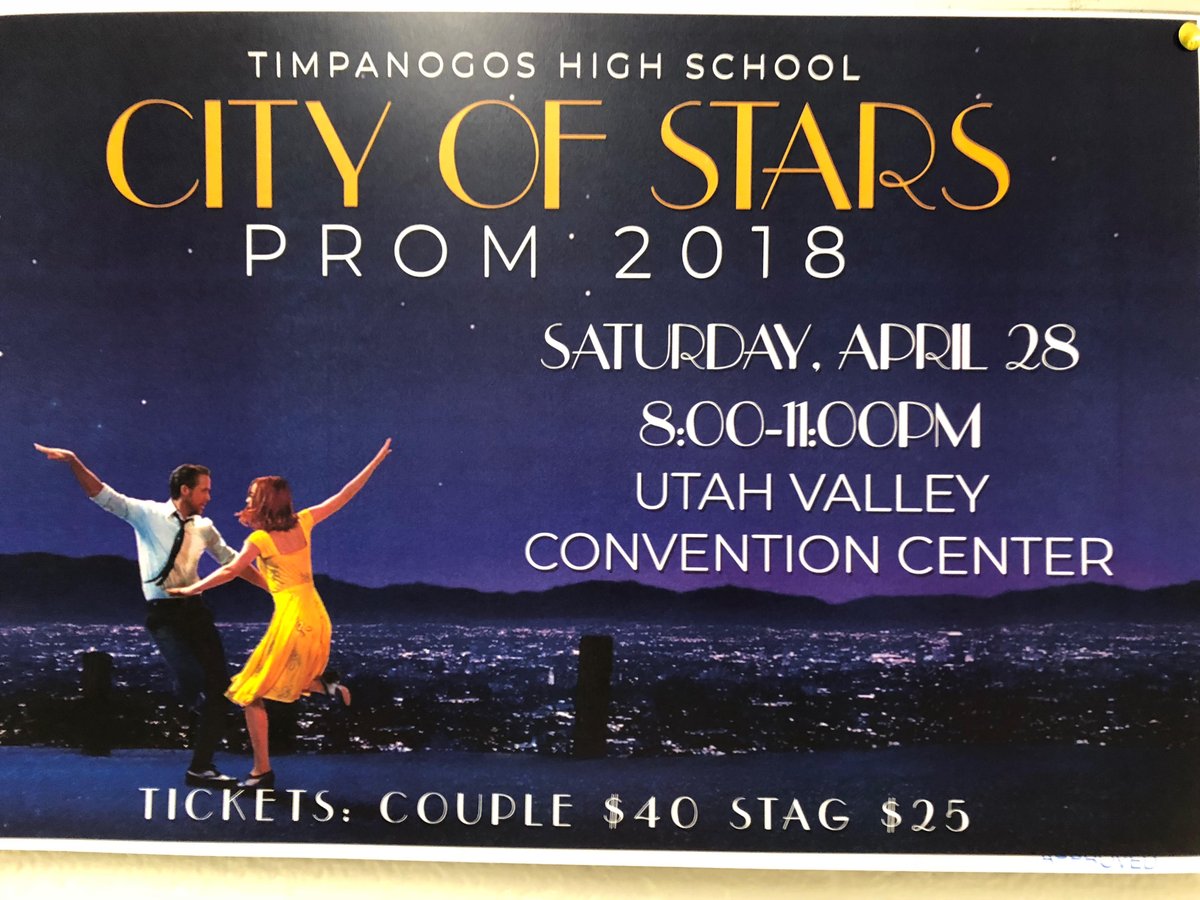 TIMPANOGOS HIGH SCHOOL
CITY OF STARS
PROM 2018
SATURDAY, APRIL 28
8:00-11:00PM
UTAH VALLEY
CONVENTION CENTER
TICKETS: COUPLE $40 STAG $25